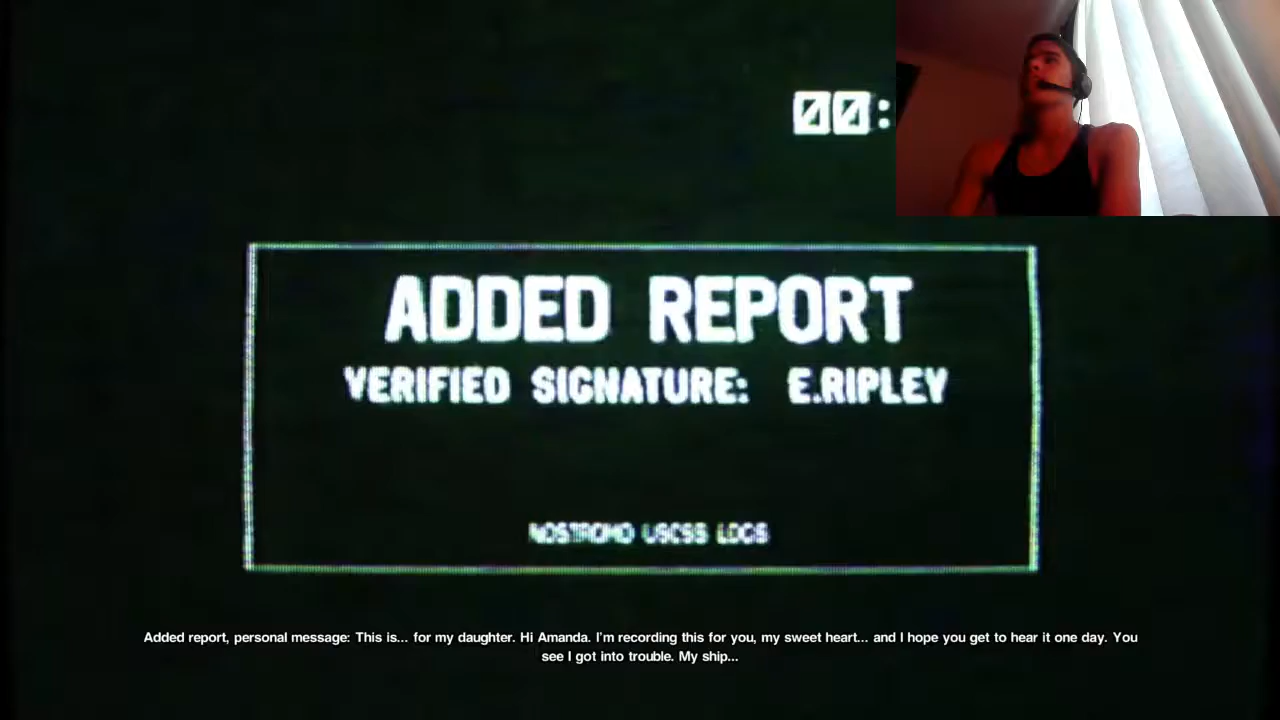 00:
ADDED REPORT
VERIFIED SIGNATURE: E.RIPLEY
NOSTROMO USCSS LOGS
Added report, personal message: This is... for my daughter. Hi Amanda. I'm recording this for you, my sweet heart... and I hope you get to hear it one day. You
see I got into trouble. My ship...